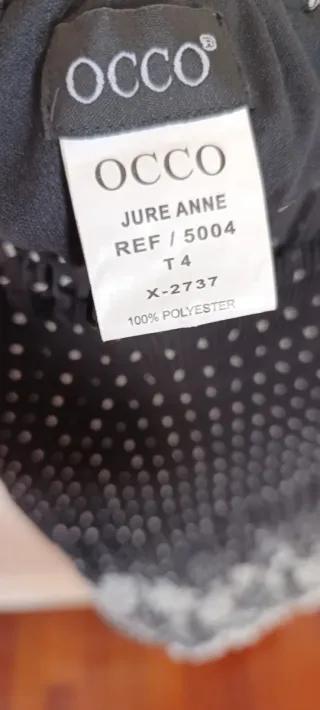 OCCO®
OCCO
JURE ANNE
REF / 5004
T 4
X-2737
100% POLYESTER